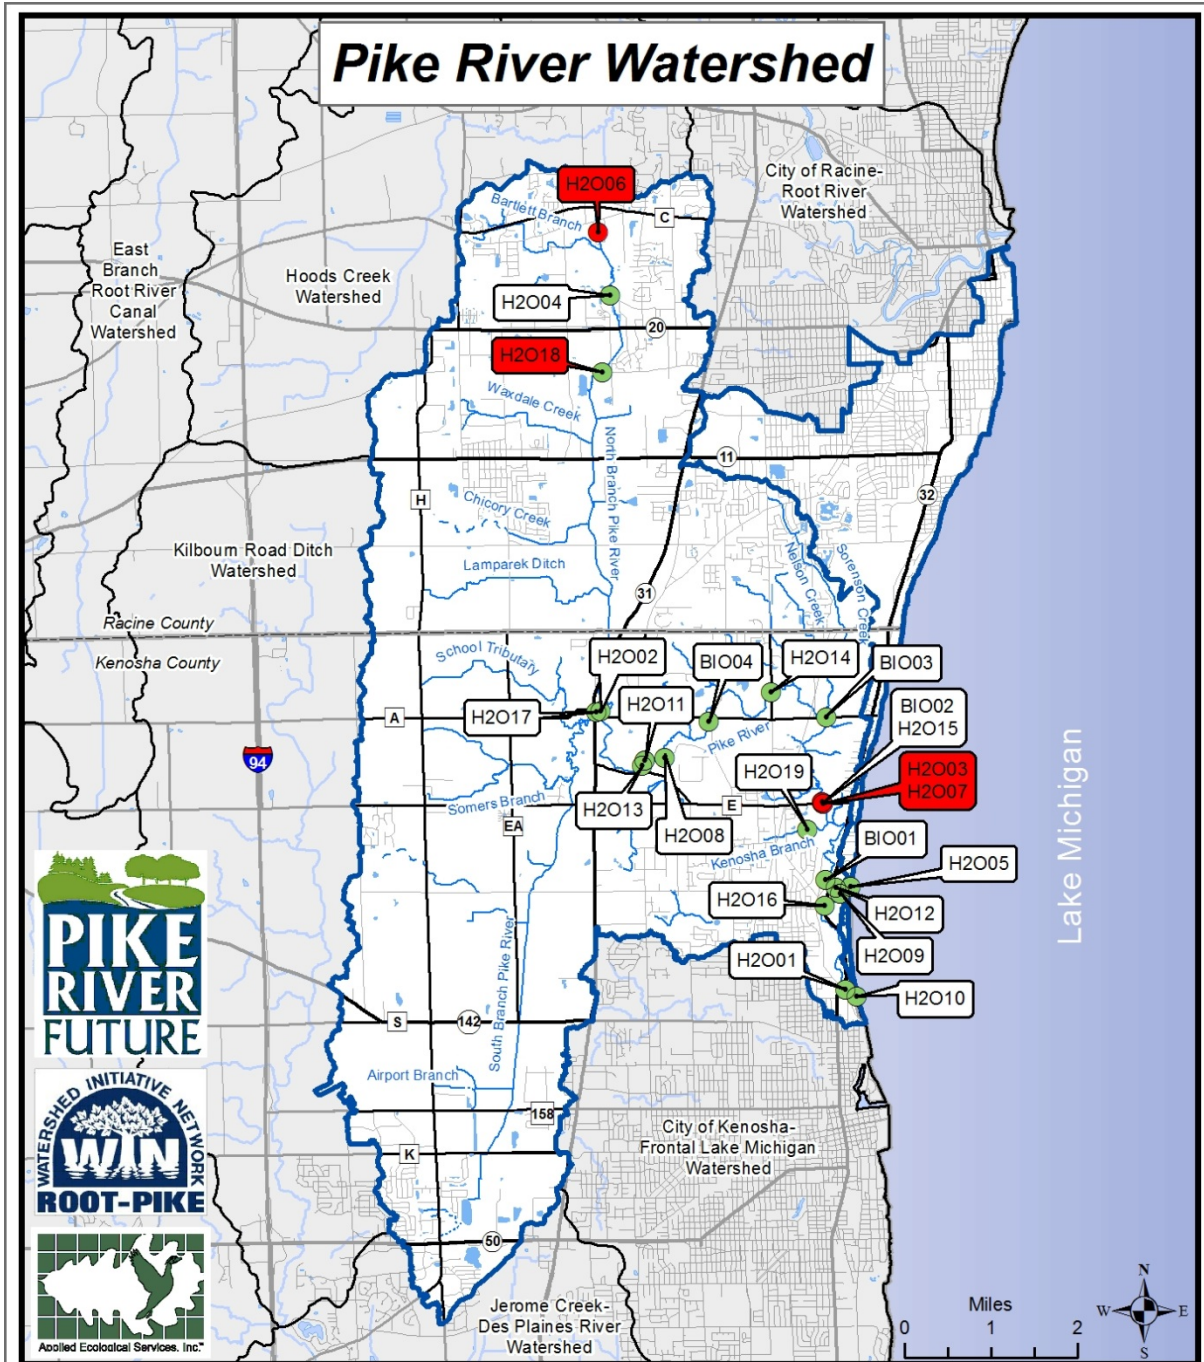 Pike River Watershed
City of Racine-
Root River
Watershed
H2O06
Bartlett Branch
C
East
Branch
Root River
Canal
Watershed
Hoods Creek
Watershed
H2O04
20
H2O18
Waxdale Creek
North Branch Pike River
11
32
H
Chicory Creek
Kilbourn Road Ditch
Watershed
Lamparek Ditch
Nelson Creek
Sorenson Creek
31
Racine County
Kenosha County
School Tributary
H2O02
BIO04
H2O14
BIO03
H2O17
H2O11
A
BIO02
H2O15
Pike River
94
H2O19
H2O03
H2O07
Somers Branch
H2O13
E
EA
H2O08
Kenosha Branch
BIO01
H2O05
H2O16
H2O12
H2O09
H2O01
H2O10
Lake Michigan
South Branch Pike River
S
142
Airport Branch
158
K
City of Kenosha-
Frontal Lake Michigan
Watershed
50
Jerome Creek-
Des Plaines River
Watershed
PIKE
RIVER
FUTURE
WATERSHED INITIATIVE NETWORK
WIN
ROOT-PIKE
Applied Ecological Services, Inc.™
Miles
0 1 2
N
W E
S